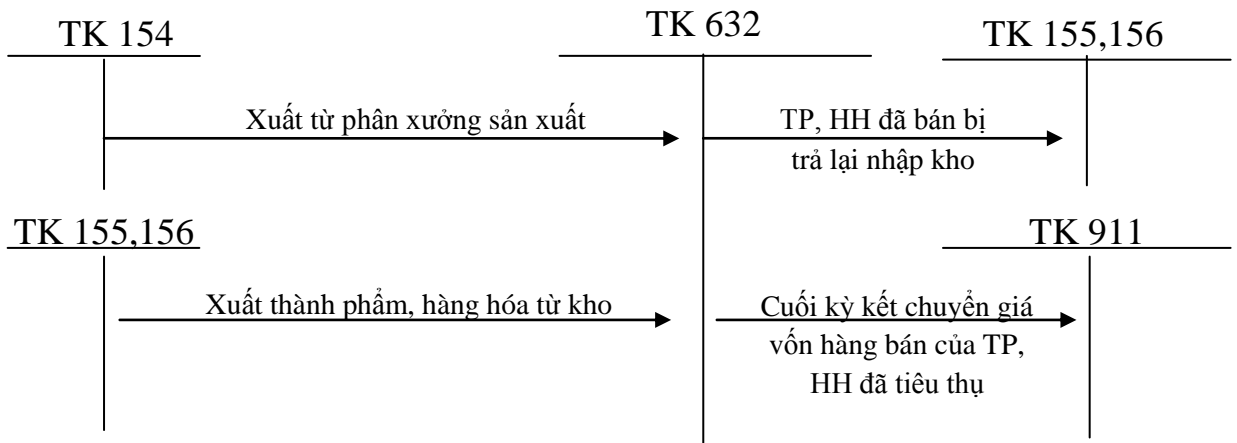 TK 154
TK 632
TK 155,156
Xuất từ phân xưởng sản xuất
TP, HH đã bán bị
trả lại nhập kho
TK 155,156
TK 911
Xuất thành phẩm, hàng hóa từ kho
Cuối kỳ kết chuyển giá
vốn hàng bán của TP,
HH đã tiêu thụ